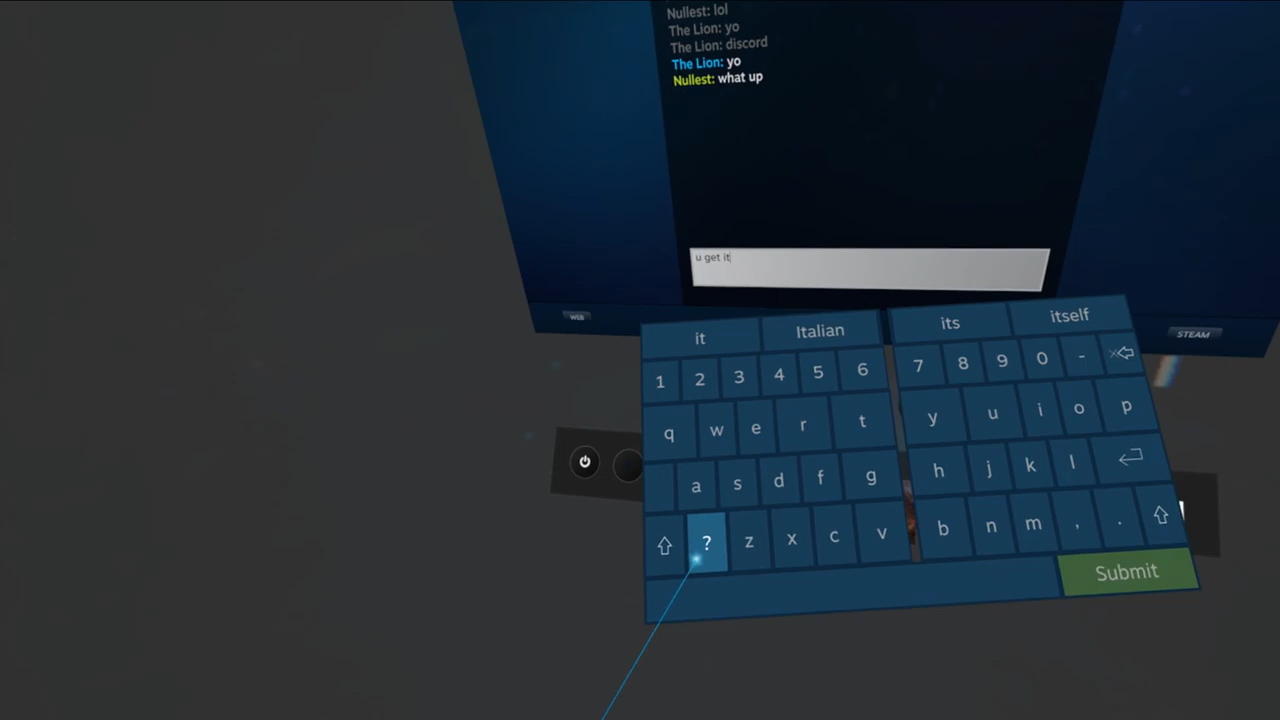 Nullest: lol
The Lion: yo
The Lion: discord
The Lion: yo
Nullest: what up
u get it
WEB
STEAM
it Italian its itself
1 2 3 4 5 6 7 8 9 0 -
q w e r t y u i o p
a s d f g h j k l
? z x c v b n m , .
Submit